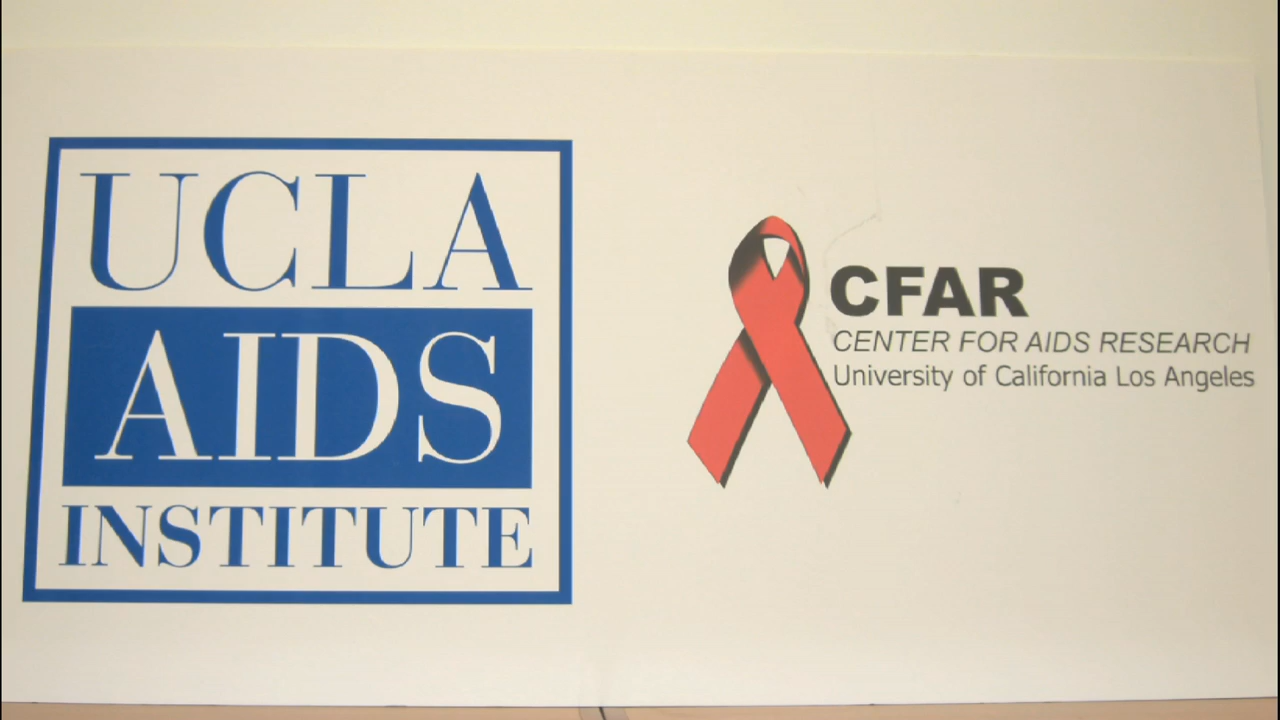 UCLA
AIDS
INSTITUTE
CFAR
CENTER FOR AIDS RESEARCH
University of California Los Angeles